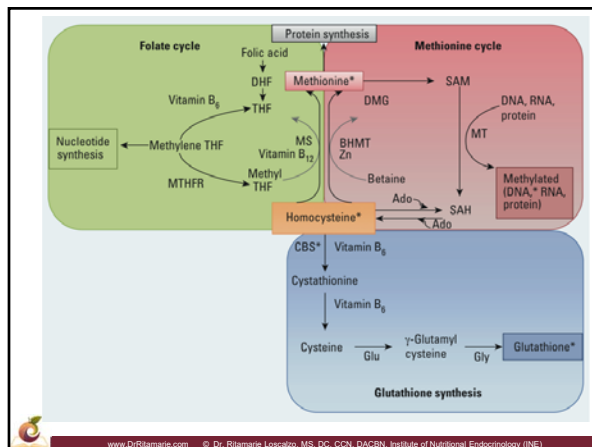 Protein synthesis
Folate cycle
Methionine cycle
Folic acid
DHF
THF
Methionine*
SAM
DMG
Vitamin B6
DNA, RNA,
protein
MT
Nucleotide
synthesis
Methylene THF
MS
Vitamin B12
BHMT
Zn
MTHFR
Methyl
THF
Betaine
Methylated
(DNA,* RNA,
protein)
Ado
Homocysteine*
SAH
Ado
CBS*
Vitamin B6
Cystathionine
Vitamin B6
Cysteine
Glu
γ-Glutamyl
cysteine
Gly
Glutathione*
Glutathione synthesis
www.DrRitamarie.com © Dr. Ritamarie Loscalzo, MS, DC, CCN, DACBN, Institute of Nutritional Endocrinology (INE)